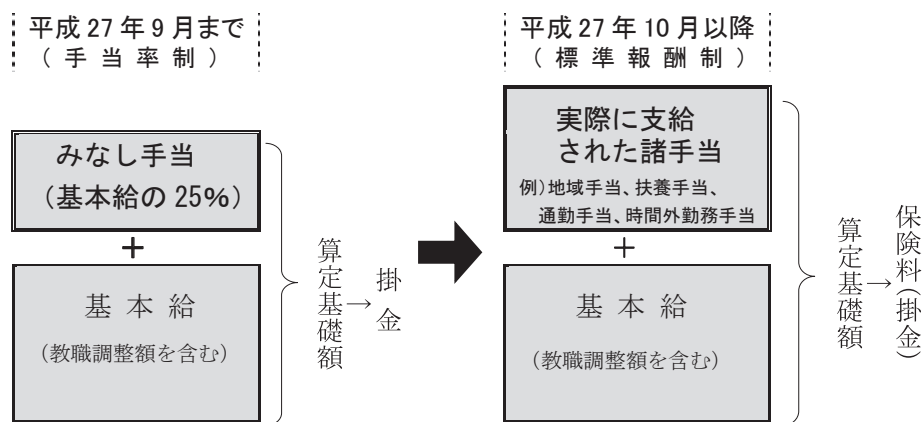 平成27年9月まで
(手当率制)
みなし手当
(基本給の25%)
+
基本給
(教職調整額を含む)
算定基礎額
→
掛金
平成27年10月以降
(標準報酬制)
実際に支給
された諸手当
例)地域手当、扶養手当、
通勤手当、時間外勤務手当
+
基本給
(教職調整額を含む)
算定基礎額
→
保険料(掛金)